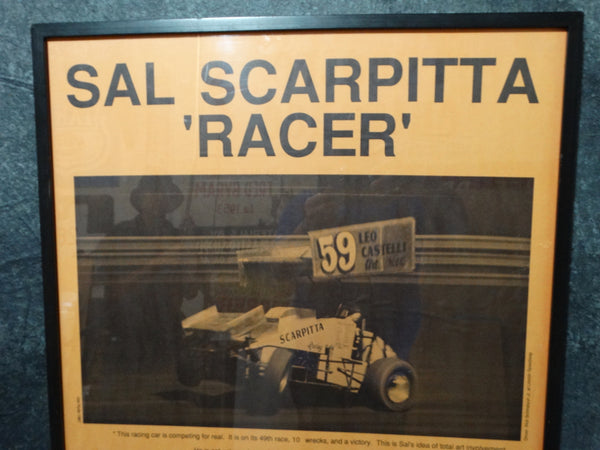 SAL SCARPITTA
'RACER'
59 LEO
CASTELLI
SCARPITTA
" This racing car is competing for real. It is on its 49th race, 10 wrecks, and a victory. This is Sal's idea of total art involvement